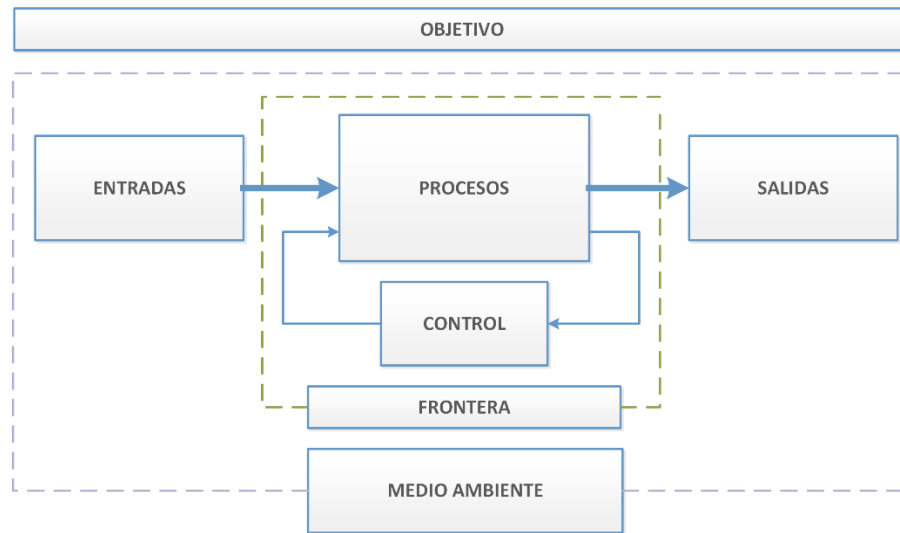 OBJETIVO
ENTRADAS
PROCESOS
SALIDAS
CONTROL
FRONTERA
MEDIO AMBIENTE